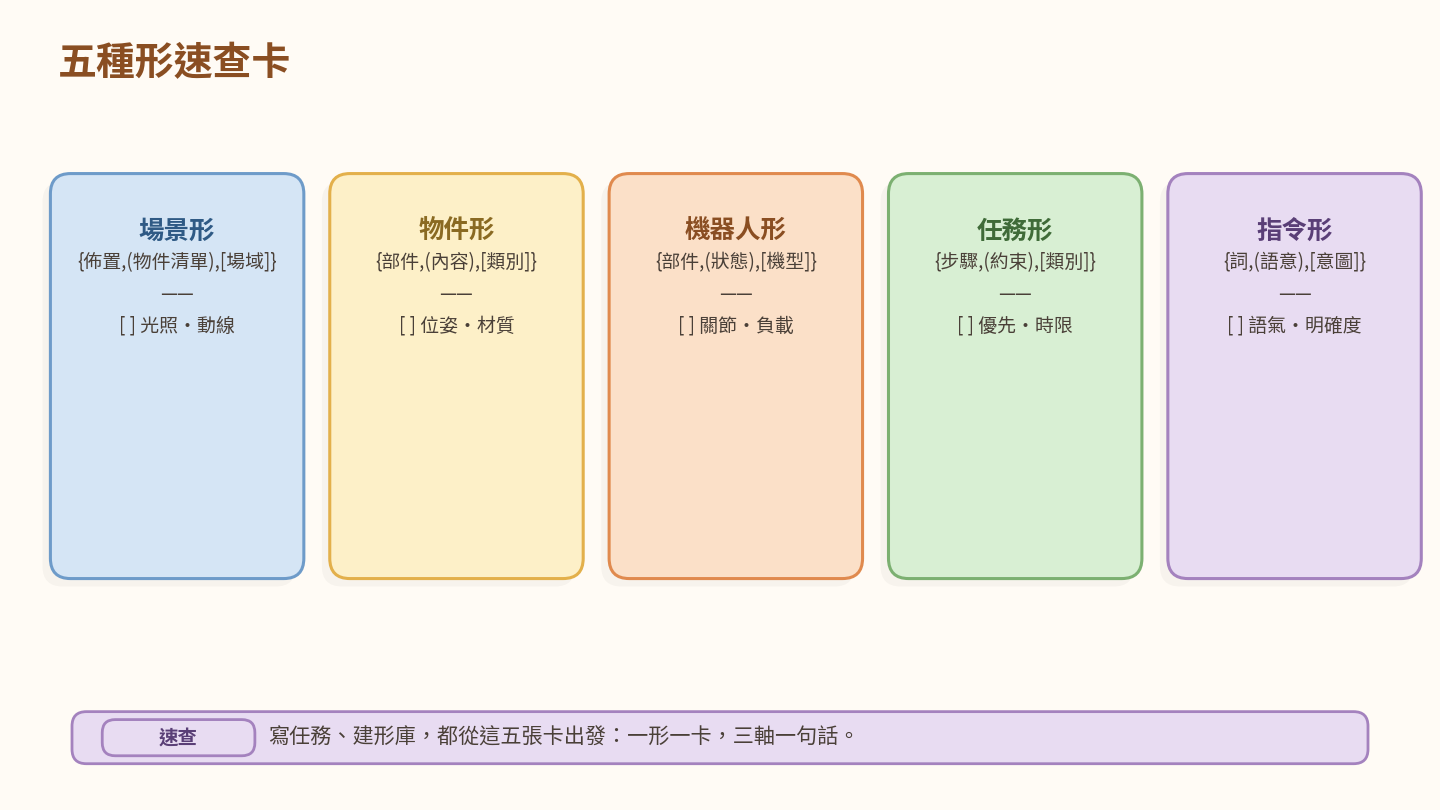 五種形速查卡
場景形
{佈置,(物件清單),[場域]}
——
[ ] 光照・動線
物件形
{部件,(內容),[類別]}
——
[ ] 位姿・材質
機器人形
{部件,(狀態),[機型]}
——
[ ] 關節・負載
任務形
{步驟,(約束),[類別]}
——
[ ] 優先・時限
指令形
{詞,(語意),[意圖]}
——
[ ] 語氣・明確度
速查
寫任務、建形庫，都從這五張卡出發：一形一卡，三軸一句話。